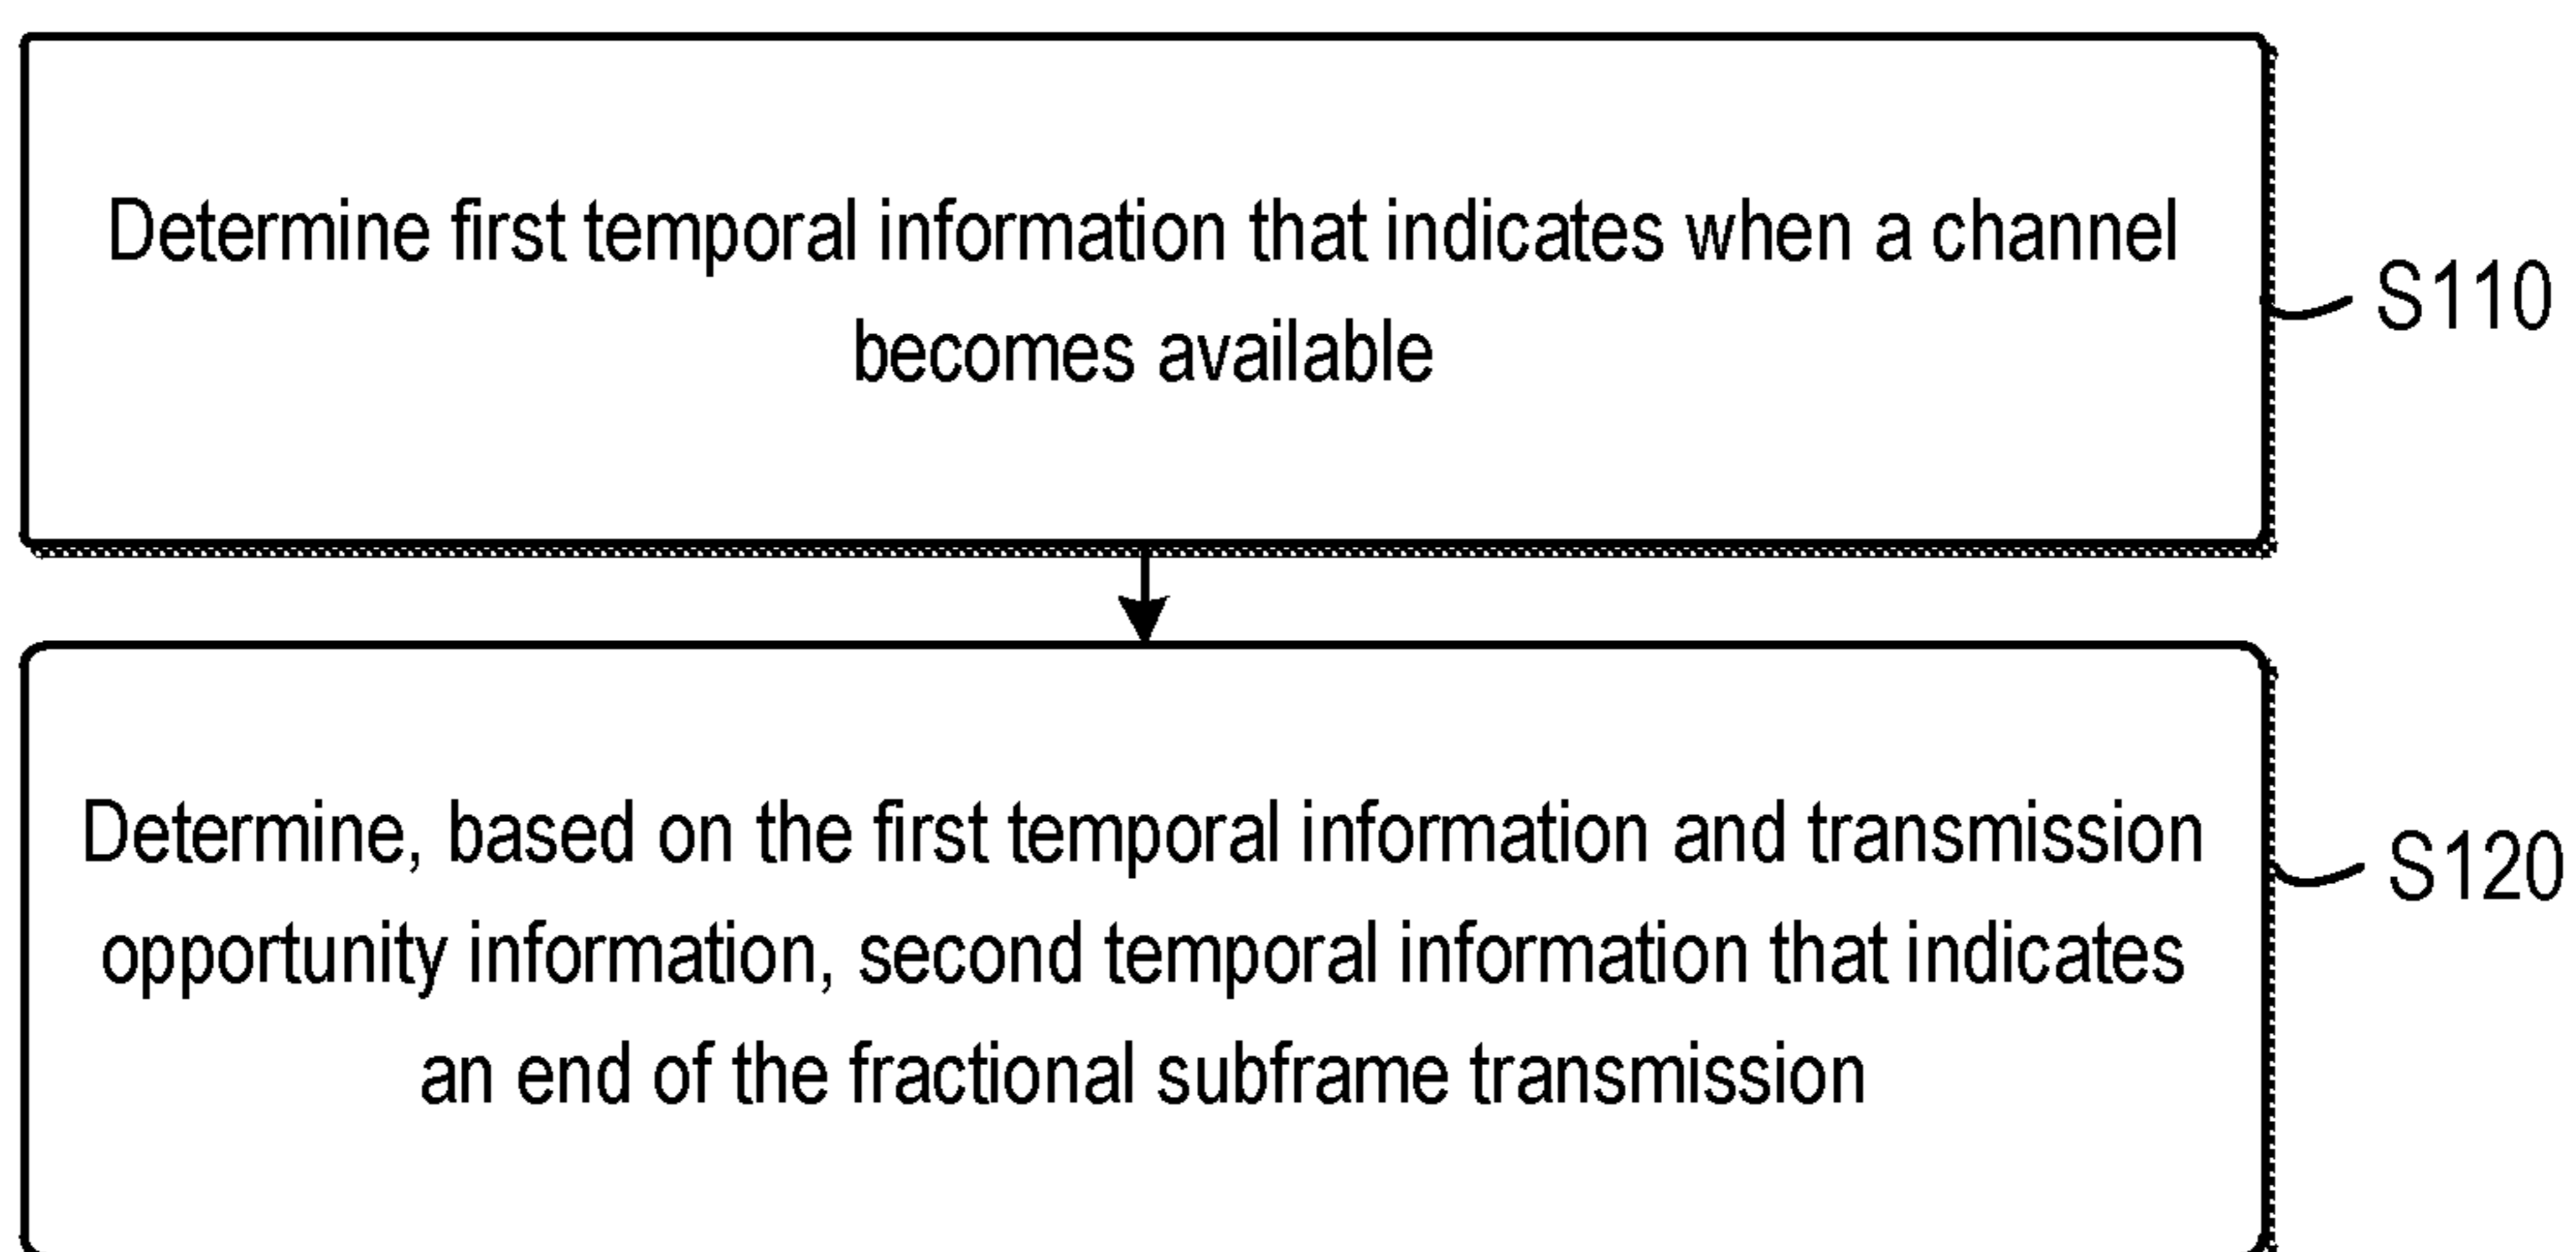 Determine first temporal information that indicates when a channel
becomes available
S110
Determine, based on the first temporal information and transmission
opportunity information, second temporal information that indicates
an end of the fractional subframe transmission
S120